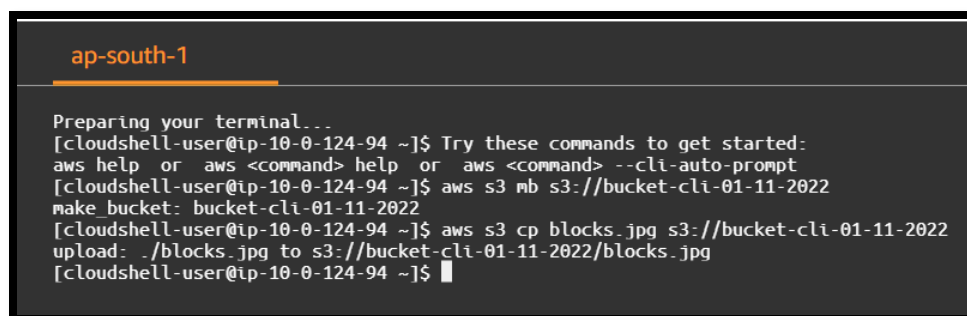 ap-south-1
Preparing your terminal...
[cloudshell-user@ip-10-0-124-94 ~]$ Try these commands to get started:
aws help  or  aws <command> help  or  aws <command> --cli-auto-prompt
[cloudshell-user@ip-10-0-124-94 ~]$ aws s3 mb s3://bucket-cli-01-11-2022
make_bucket: bucket-cli-01-11-2022
[cloudshell-user@ip-10-0-124-94 ~]$ aws s3 cp blocks.jpg s3://bucket-cli-01-11-2022
upload: ./blocks.jpg to s3://bucket-cli-01-11-2022/blocks.jpg
[cloudshell-user@ip-10-0-124-94 ~]$